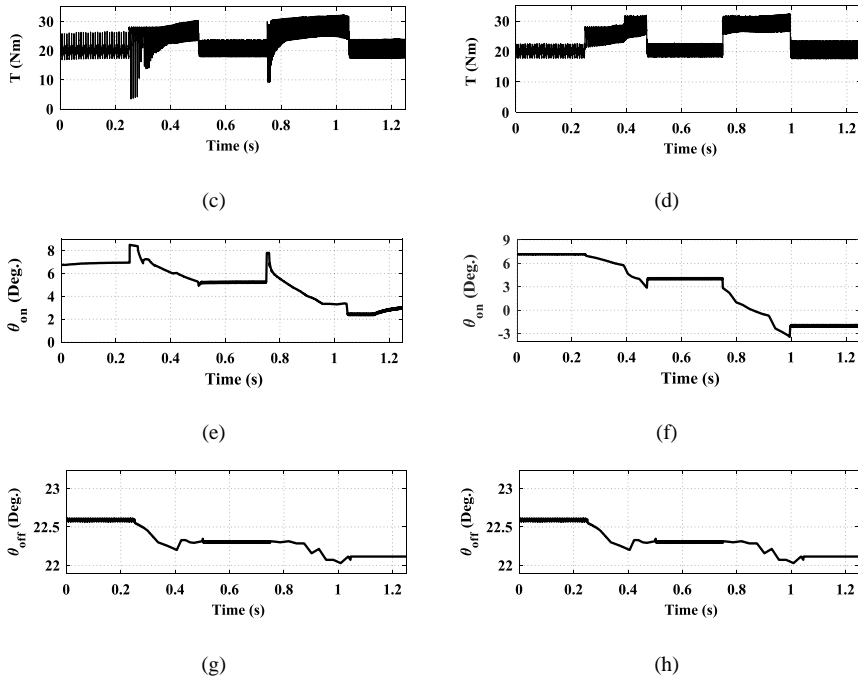 T (Nm)
30
20
10
0
0 0.2 0.4 0.6 0.8 1 1.2
Time (s)
(c)
T (Nm)
40
30
20
10
0
0 0.2 0.4 0.6 0.8 1 1.2
Time (s)
(d)
θon (Deg.)
8
6
4
2
0
0 0.2 0.4 0.6 0.8 1 1.2
Time (s)
(e)
θon (Deg.)
9
6
3
0
-3
0 0.2 0.4 0.6 0.8 1 1.2
Time (s)
(f)
θoff (Deg.)
23
22.5
22
0 0.2 0.4 0.6 0.8 1 1.2
Time (s)
(g)
θoff (Deg.)
23
22.5
22
0 0.2 0.4 0.6 0.8 1 1.2
Time (s)
(h)